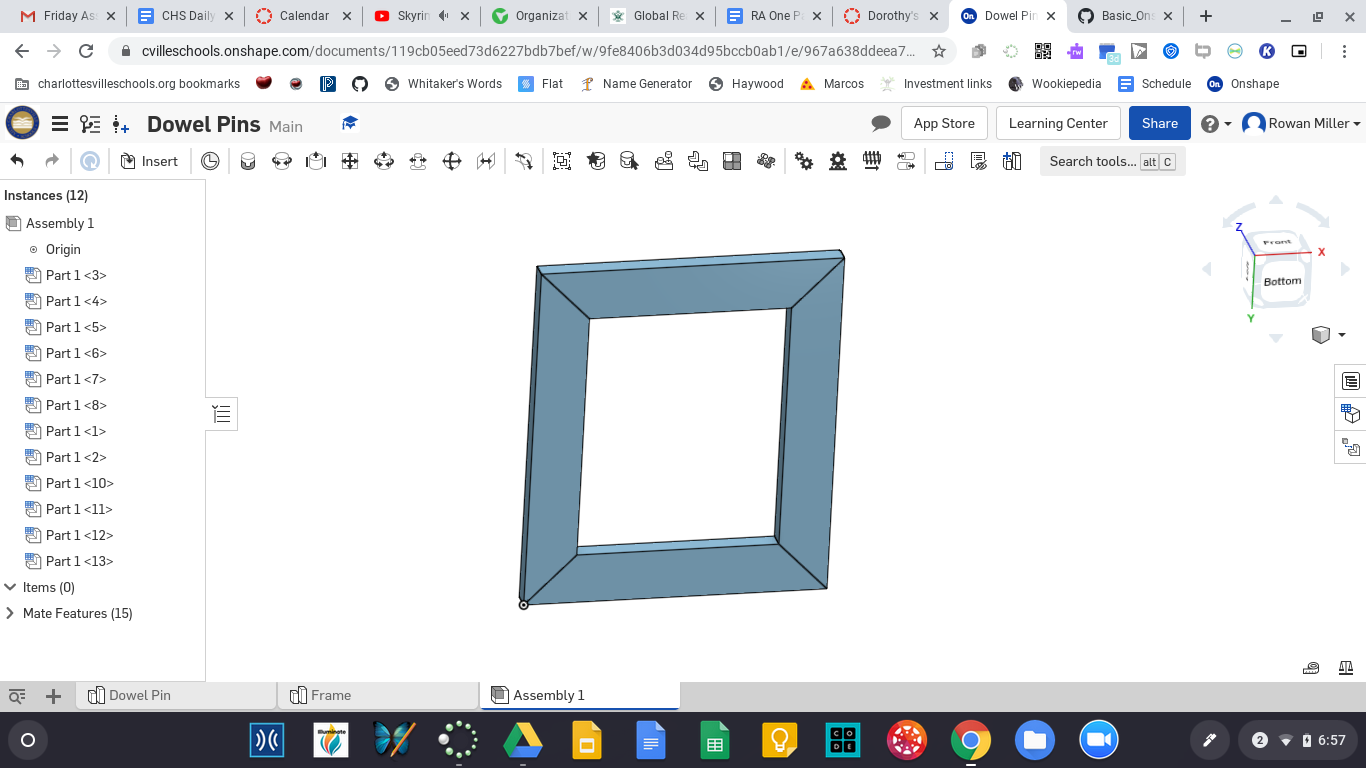 Friday As
CHS Daily
Calendar
Skyrin
Organizat
Global Re
RA One P
Dorothy's
Dowel Pin
Basic_Ons
cvilleschools.onshape.com/documents/119cb05eed73d6227bdb7bef/w/9fe8406b3d034d95bccb0ab1/e/967a638ddeea7...
charlottesvilleschools.org bookmarks
Whitaker's Words
Flat
Name Generator
Haywood
Marcos
Investment links
Wookiepedia
Schedule
Onshape
Dowel Pins Main
App Store
Learning Center
Share
Rowan Miller
Insert
Search tools... alt C
Instances (12)
Assembly 1
Origin
Part 1 <3>
Part 1 <4>
Part 1 <5>
Part 1 <6>
Part 1 <7>
Part 1 <8>
Part 1 <1>
Part 1 <2>
Part 1 <10>
Part 1 <11>
Part 1 <12>
Part 1 <13>
Items (0)
Mate Features (15)
Z
Front
X
Bottom
Y
Dowel Pin
Frame
Assembly 1
Illuminate
CO
DE
2
6:57